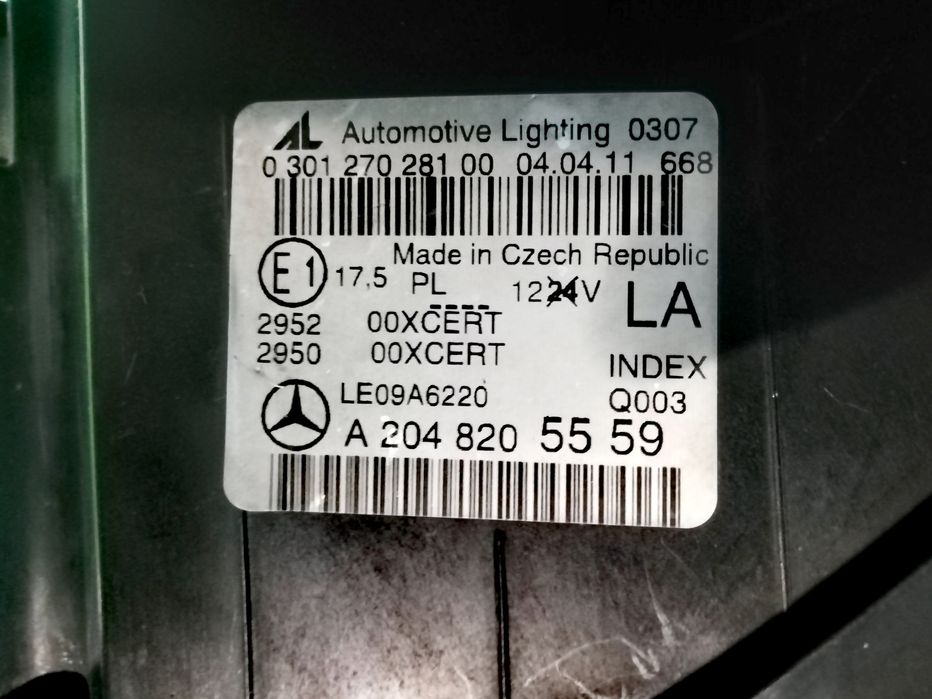 AL Automotive Lighting 0307
0 301 270 281 00 04.04.11 668
Made in Czech Republic
E1 17,5 PL 12 24 V LA
2952 00XCERT
2950 00XCERT INDEX
LE09A6220 Q003
A 204 820 55 59